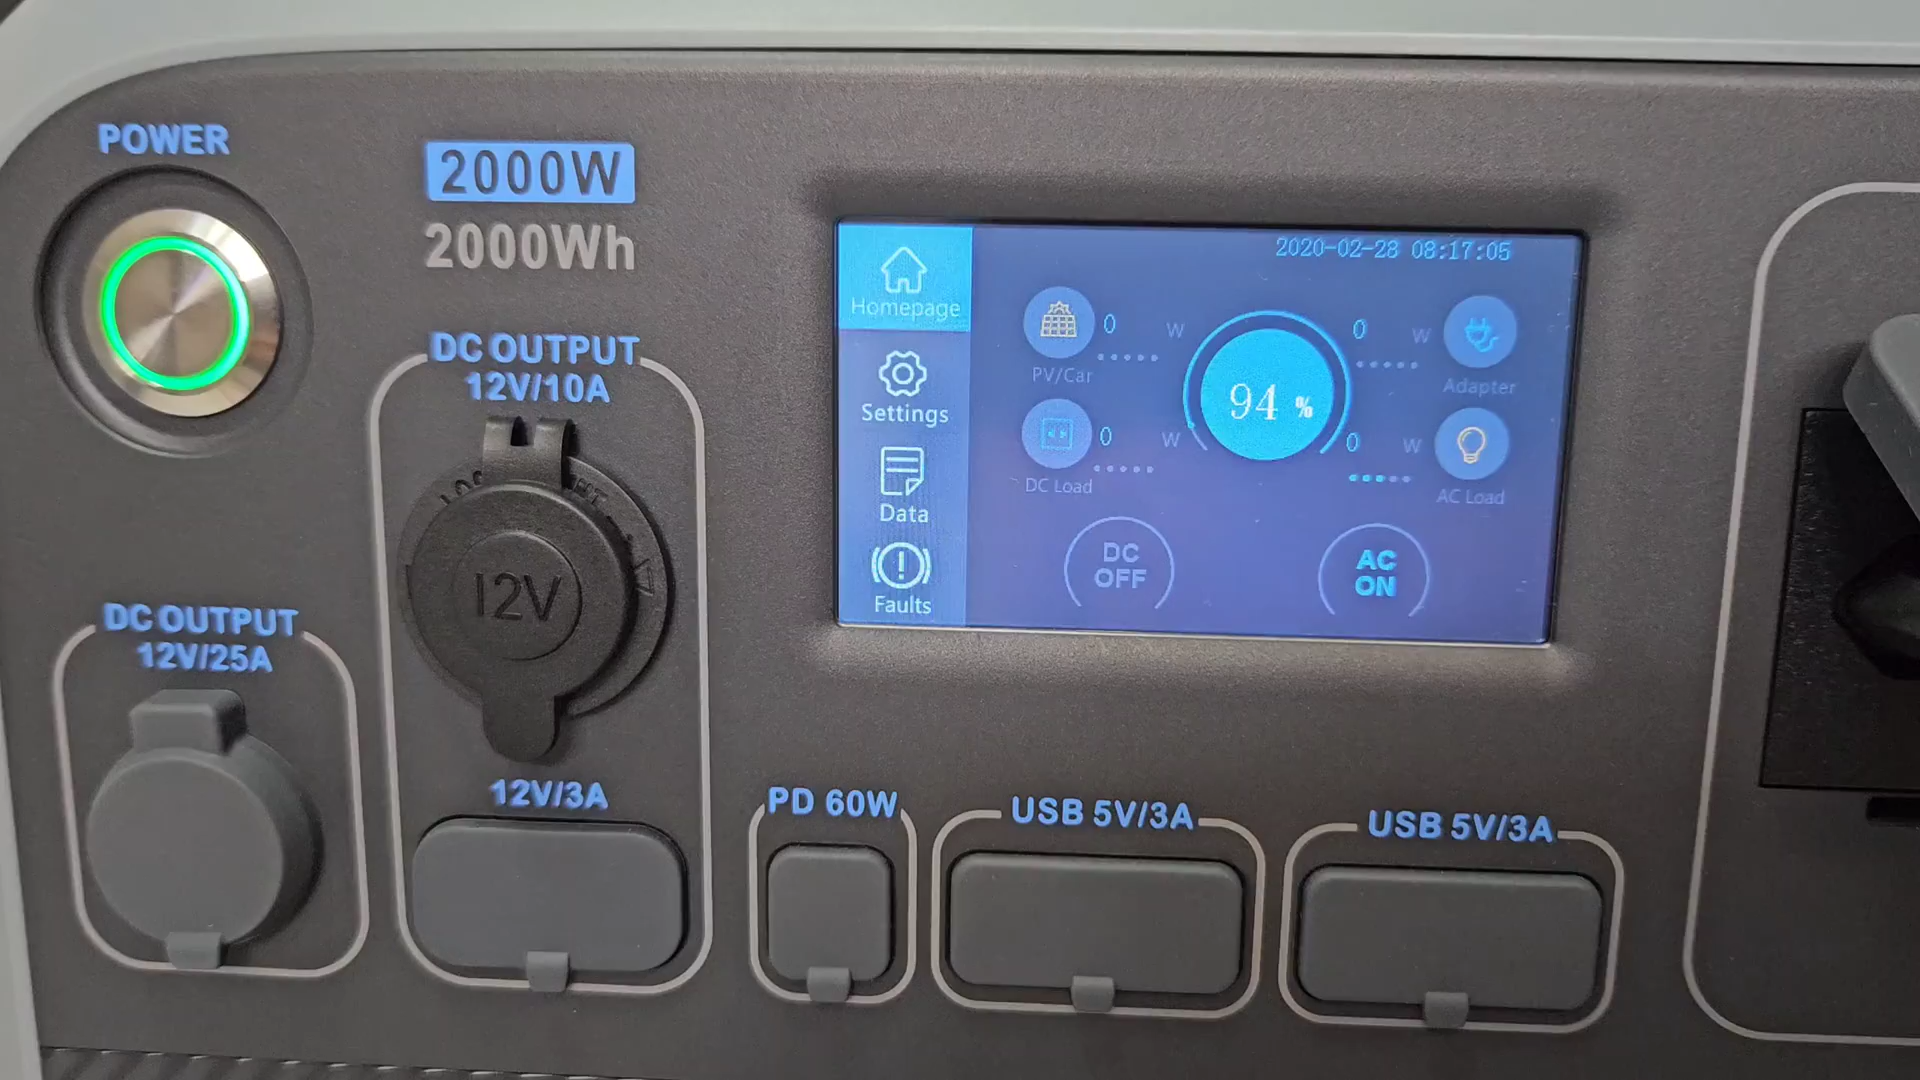 POWER
2000W
2000Wh
DC OUTPUT
12V/10A
12V
12V/3A
DC OUTPUT
12V/25A
Homepage
Settings
Data
Faults
2020-02-28 08:17:05
0 W
PV/Car
0 W
Adapter
94 %
0 W
DC Load
0 W
AC Load
DC
OFF
AC
ON
PD 60W
USB 5V/3A
USB 5V/3A